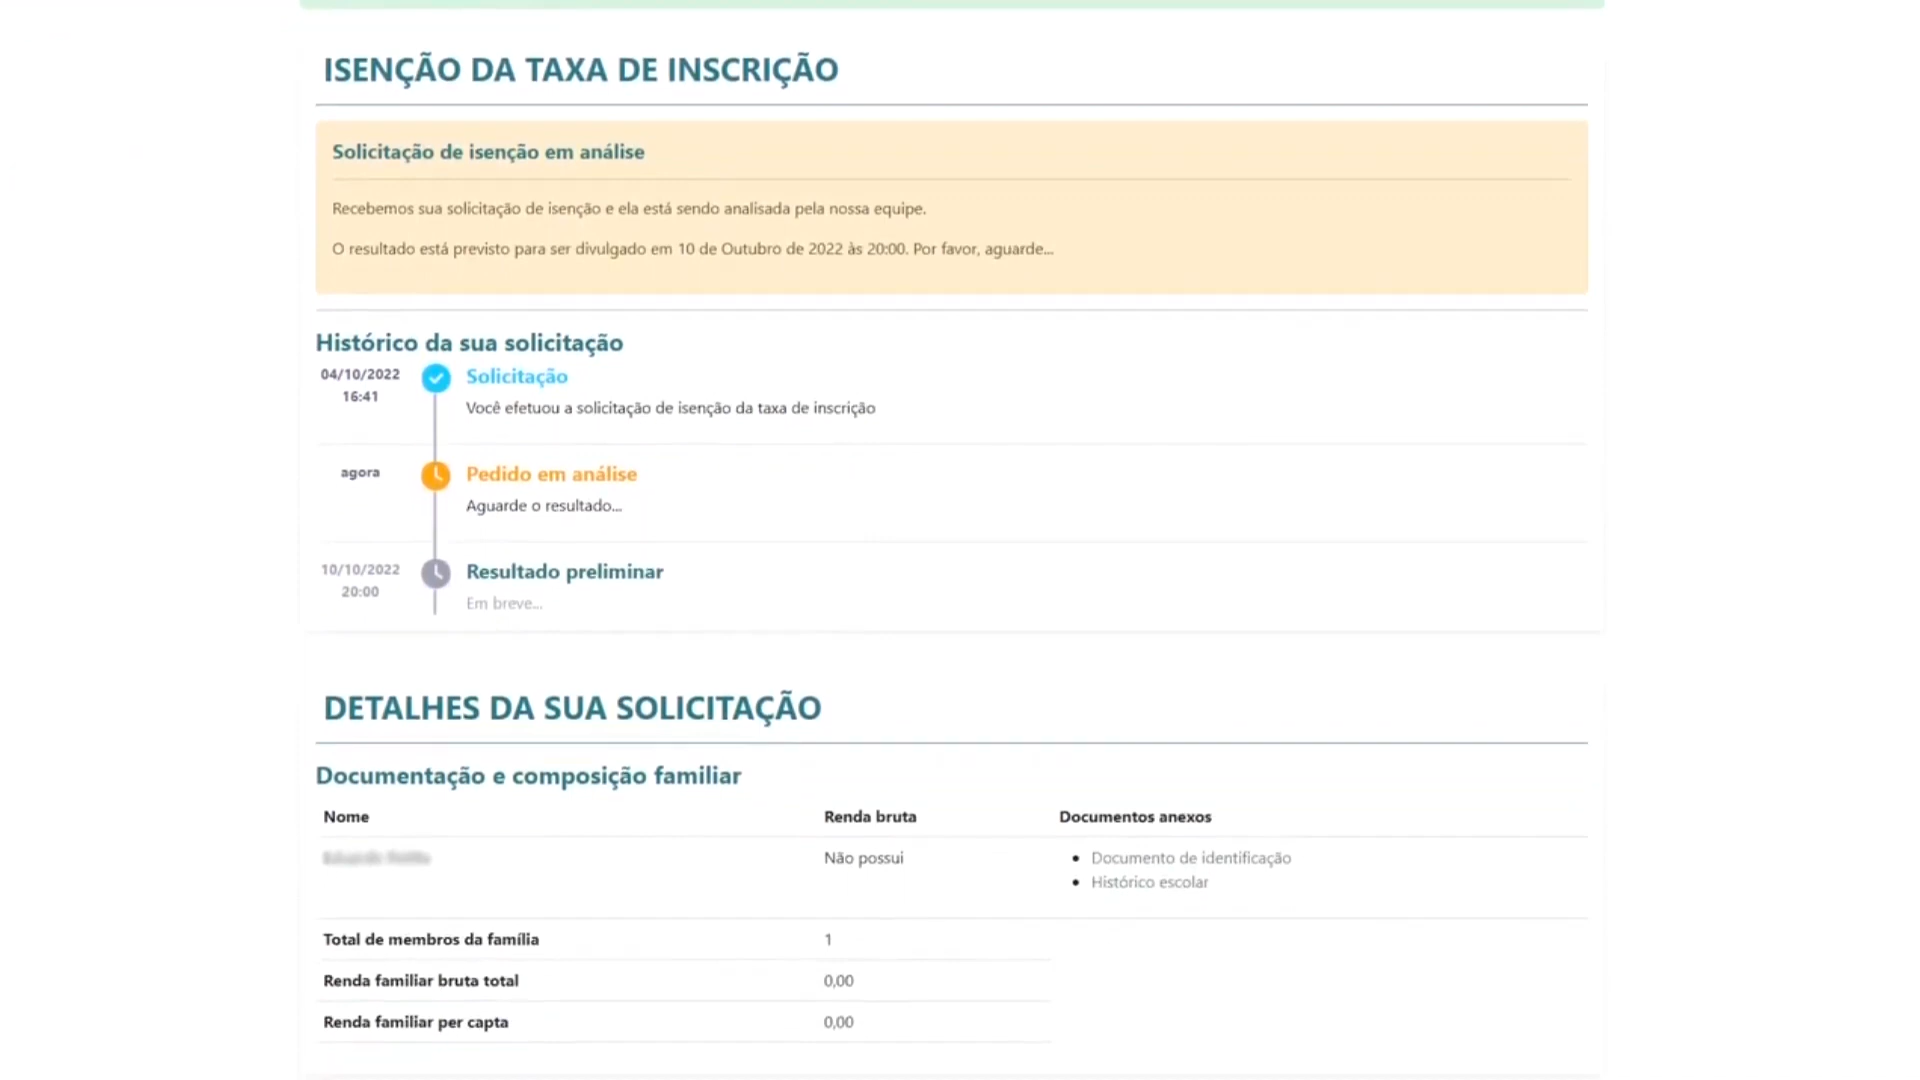 ISENÇÃO DA TAXA DE INSCRIÇÃO
Solicitação de isenção em análise
Recebemos sua solicitação de isenção e ela está sendo analisada pela nossa equipe.
O resultado está previsto para ser divulgado em 10 de Outubro de 2022 às 20:00. Por favor, aguarde...
Histórico da sua solicitação
04/10/2022
16:41
Solicitação
Você efetuou a solicitação de isenção da taxa de inscrição
agora
Pedido em análise
Aguarde o resultado...
10/10/2022
20:00
Resultado preliminar
Em breve...
DETALHES DA SUA SOLICITAÇÃO
Documentação e composição familiar
Nome Renda bruta Documentos anexos
Não possui
• Documento de identificação
• Histórico escolar
Total de membros da família 1
Renda familiar bruta total 0,00
Renda familiar per capta 0,00